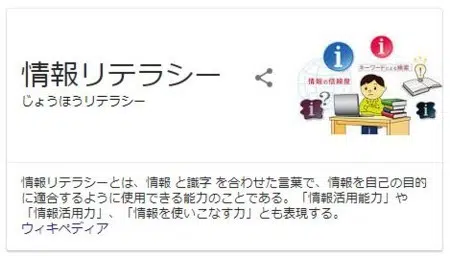 情報リテラシー
じょうほうリテラシー
キーワードによる検索
情報の信頼度
情報リテラシーとは、情報 と識字 を合わせた言葉で、情報を自己の目的
に適合するように使用できる能力のことである。「情報活用能力」や
「情報活用力」、「情報を使いこなす力」とも表現する。
ウィキペディア